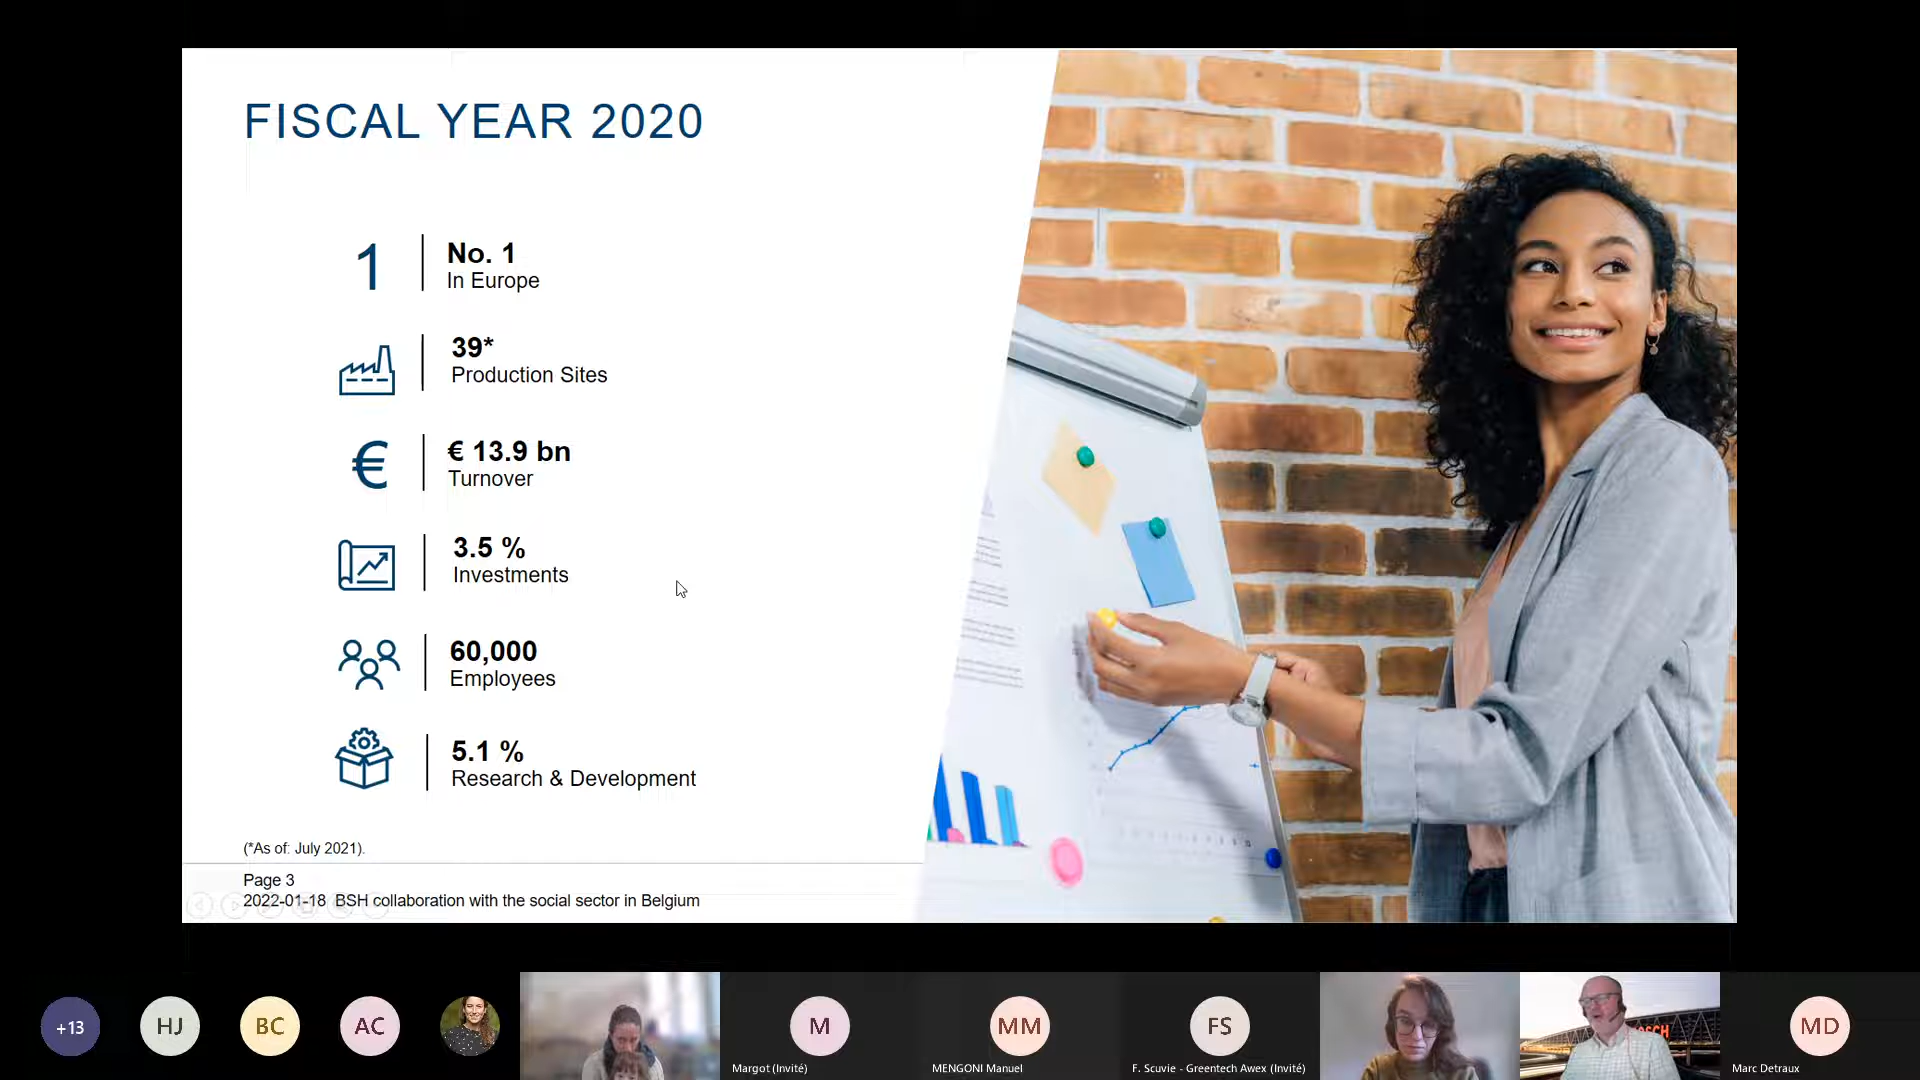 FISCAL YEAR 2020
1
No. 1
In Europe
39*
Production Sites
€
€ 13.9 bn
Turnover
3.5 %
Investments
60,000
Employees
5.1 %
Research & Development
(*As of: July 2021).
Page 3
2022-01-18 BSH collaboration with the social sector in Belgium
+13
HJ
BC
AC
M
Margot (Invité)
MM
MENGONI Manuel
FS
F. Scuvie - Greentech Awex (Invité)
MD
Marc Detraux